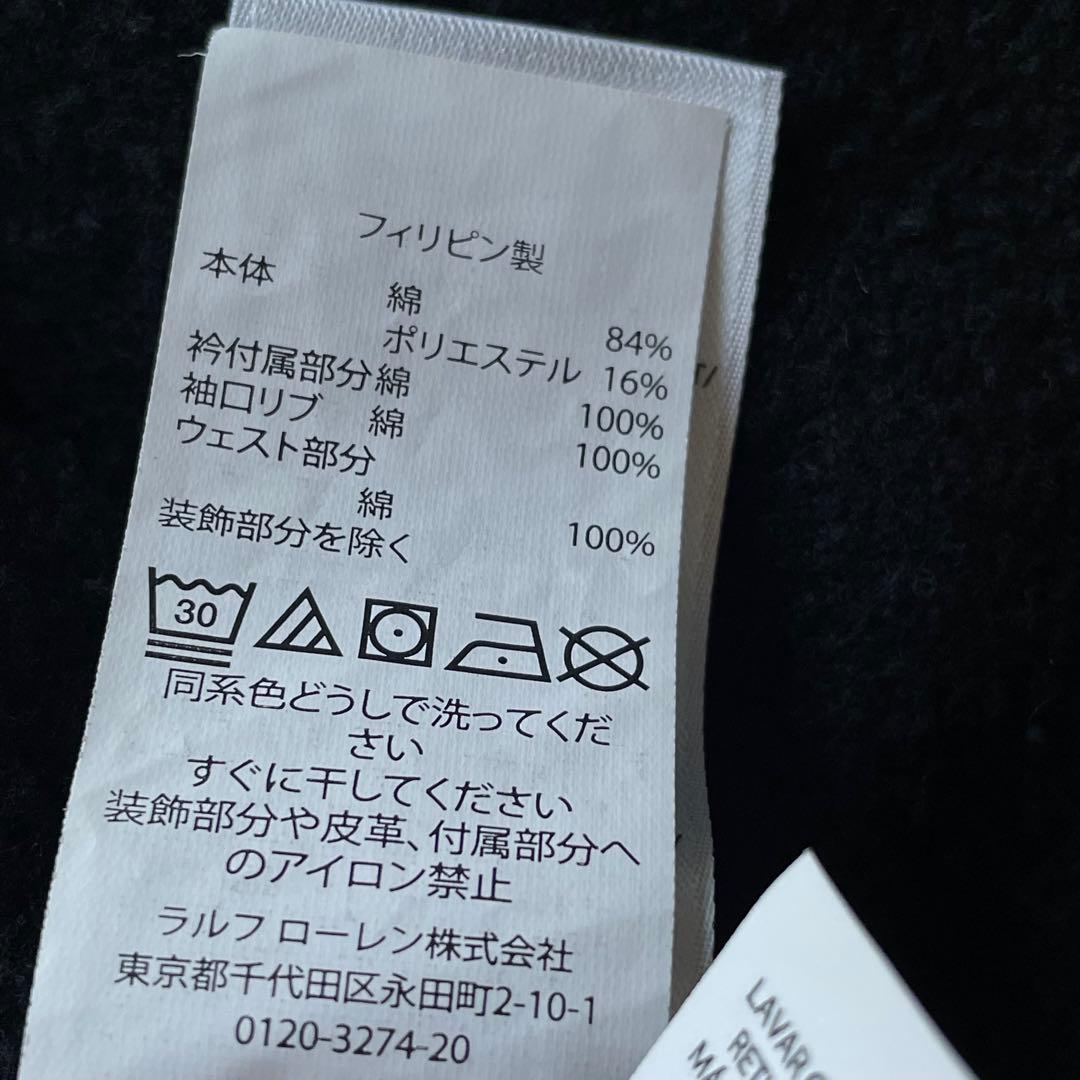 フィリピン製
本体
綿 84%
ポリエステル 16%
衿付属部分 綿 100%
袖口リブ 綿 100%
ウェスト部分
綿 100%
装飾部分を除く
30
同系色どうしで洗ってくだ
さい
すぐに干してください
装飾部分や皮革、付属部分へ
のアイロン禁止
ラルフ ローレン株式会社
東京都千代田区永田町2-10-1
0120-3274-20
LAVAR